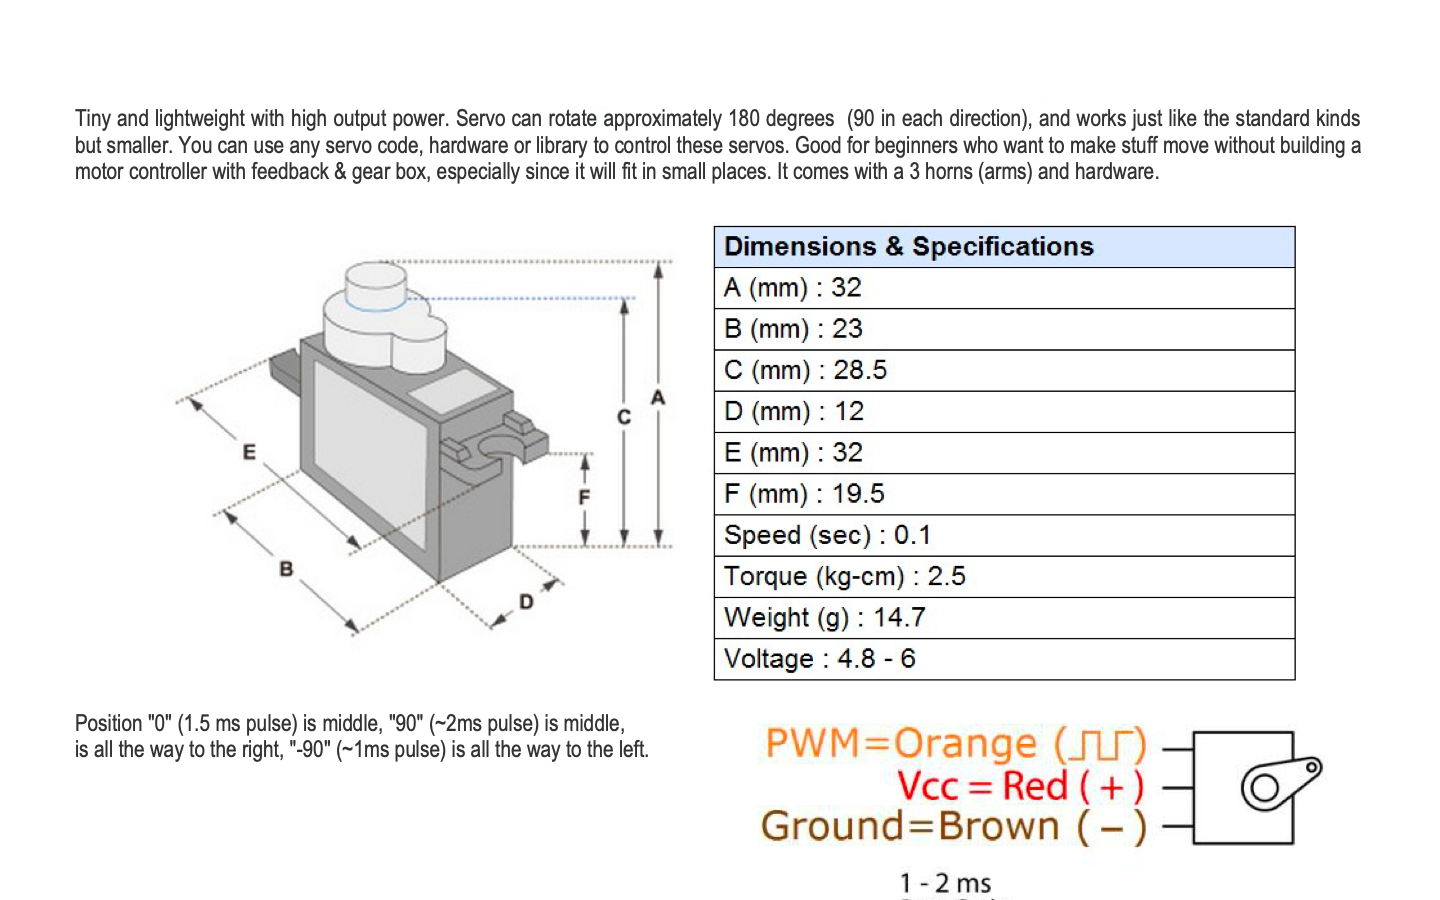 Tiny and lightweight with high output power. Servo can rotate approximately 180 degrees  (90 in each direction), and works just like the standard kinds
but smaller. You can use any servo code, hardware or library to control these servos. Good for beginners who want to make stuff move without building a
motor controller with feedback & gear box, especially since it will fit in small places. It comes with a 3 horns (arms) and hardware.
A
C
E
F
B
D
Dimensions & Specifications
A (mm) : 32
B (mm) : 23
C (mm) : 28.5
D (mm) : 12
E (mm) : 32
F (mm) : 19.5
Speed (sec) : 0.1
Torque (kg-cm) : 2.5
Weight (g) : 14.7
Voltage : 4.8 - 6
Position "0" (1.5 ms pulse) is middle, "90" (~2ms pulse) is middle,
is all the way to the right, "-90" (~1ms pulse) is all the way to the left.
PWM=Orange (⎍⎍)
Vcc = Red ( + )
Ground=Brown ( – )
1 - 2 ms